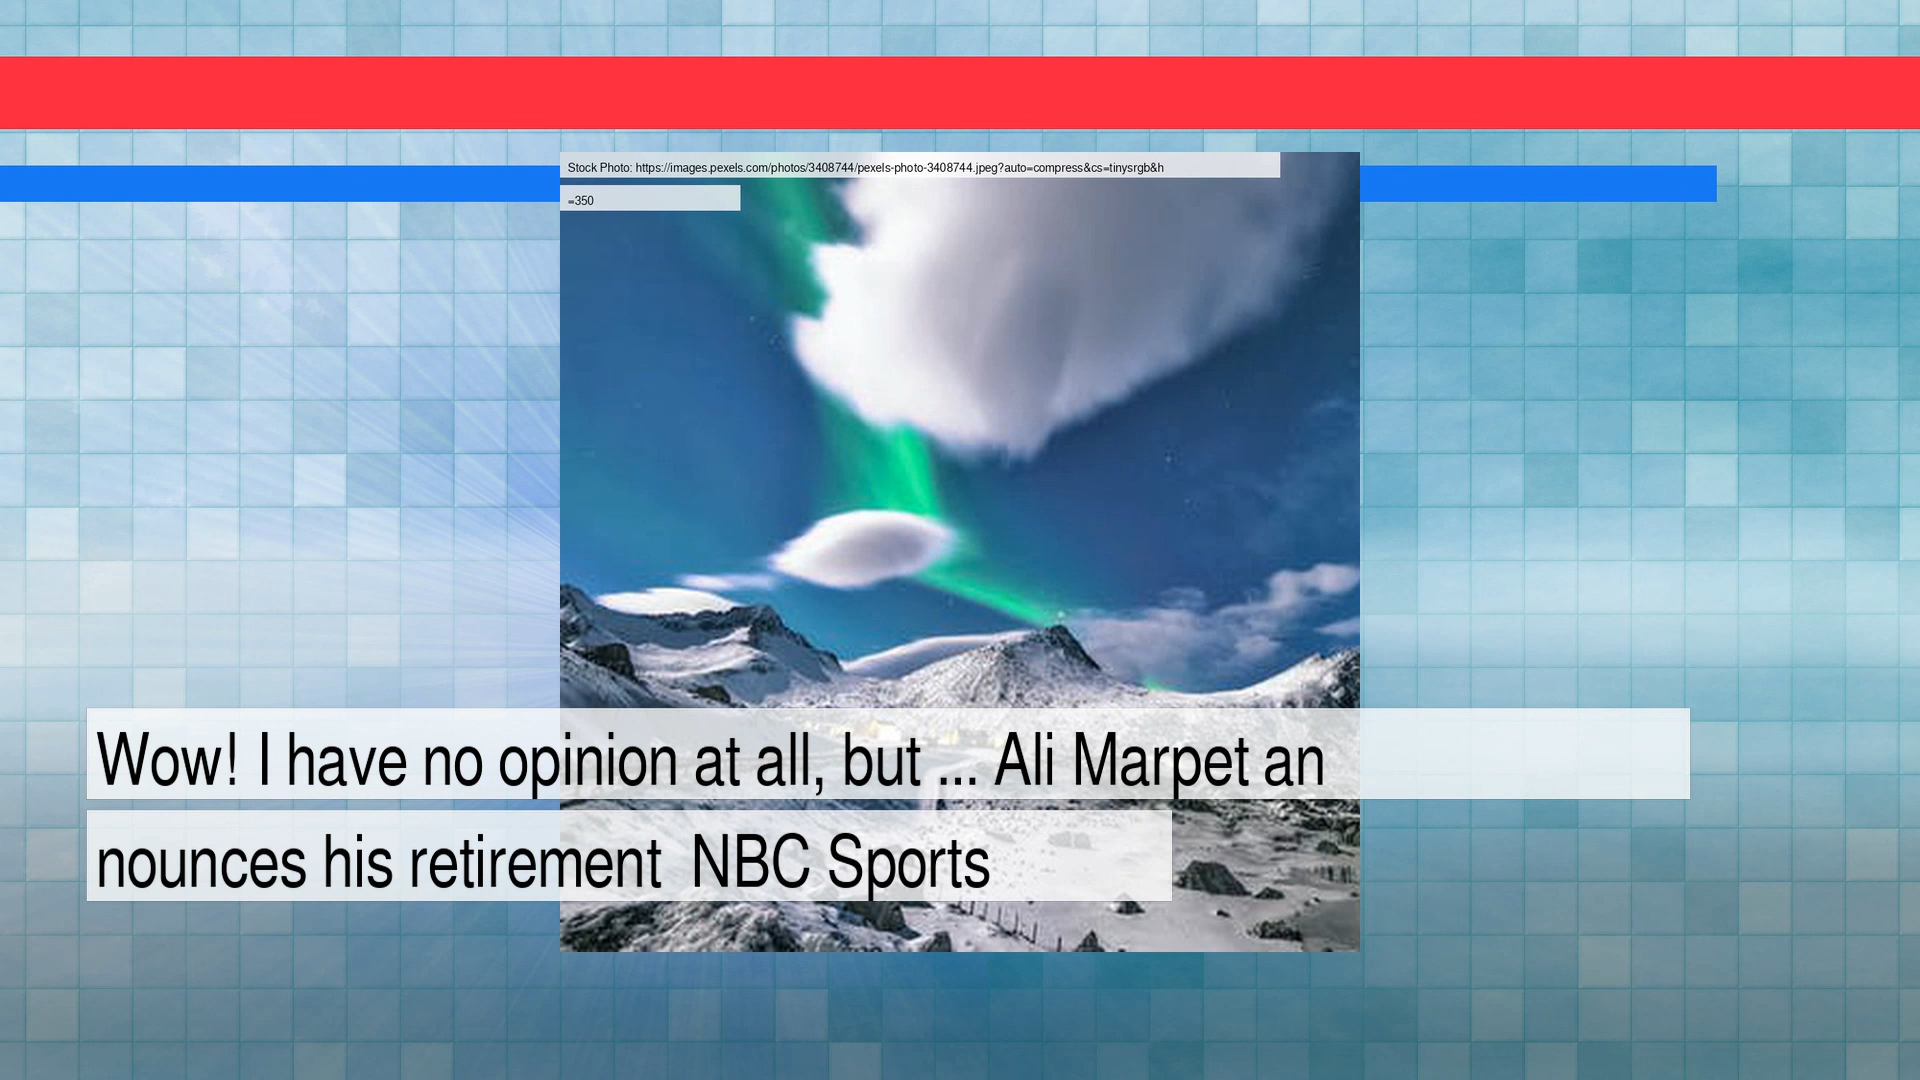 Stock Photo: https://images.pexels.com/photos/3408744/pexels-photo-3408744.jpeg?auto=compress&cs=tinysrgb&h
=350
Wow! I have no opinion at all, but ... Ali Marpet an
nounces his retirement  NBC Sports